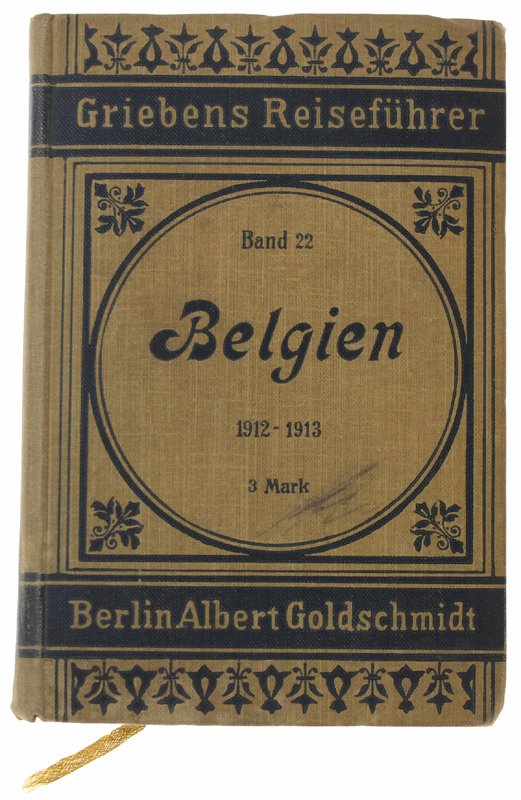 Griebens Reiseführer
Band 22
Belgien
1912-1913
3 Mark
Berlin Albert Goldschmidt